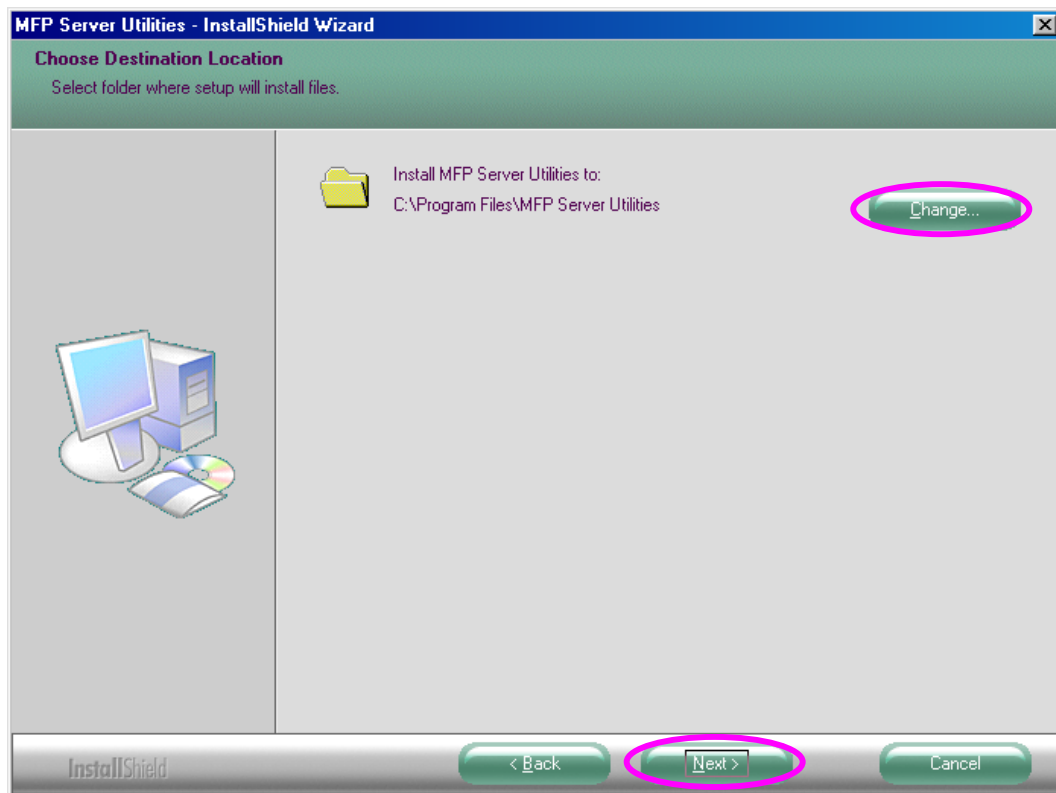 MFP Server Utilities - InstallShield Wizard
Choose Destination Location
Select folder where setup will install files.
Install MFP Server Utilities to:
C:\Program Files\MFP Server Utilities
Change...
InstallShield
< Back
Next >
Cancel